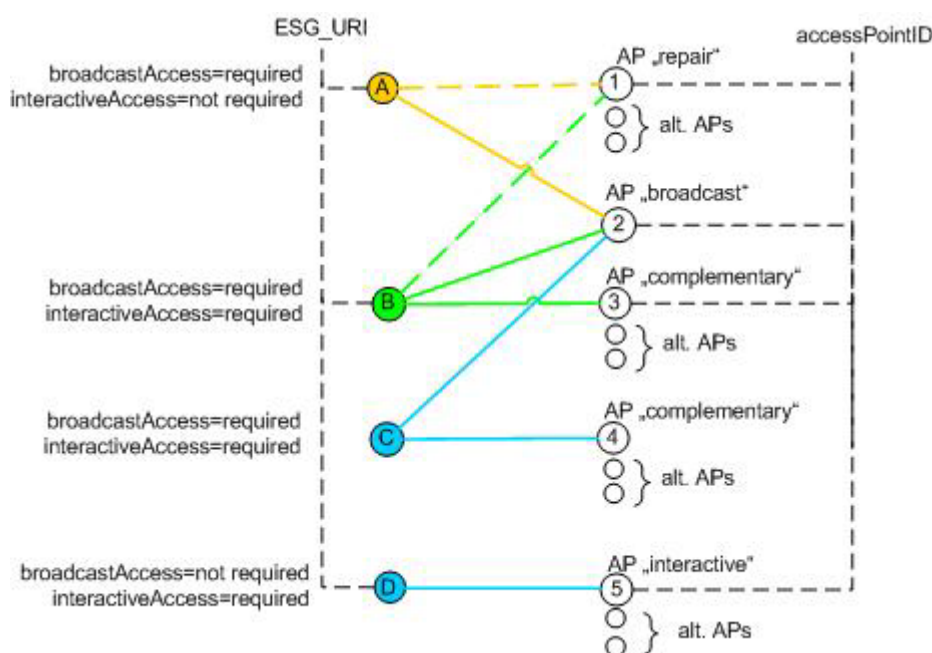 ESG_URI
accessPointID
broadcastAccess=required
interactiveAccess=not required
A
AP „repair“
1
alt. APs
AP „broadcast“
2
broadcastAccess=required
interactiveAccess=required
B
AP „complementary“
3
alt. APs
broadcastAccess=required
interactiveAccess=required
C
AP „complementary“
4
alt. APs
broadcastAccess=not required
interactiveAccess=required
D
AP „interactive“
5
alt. APs